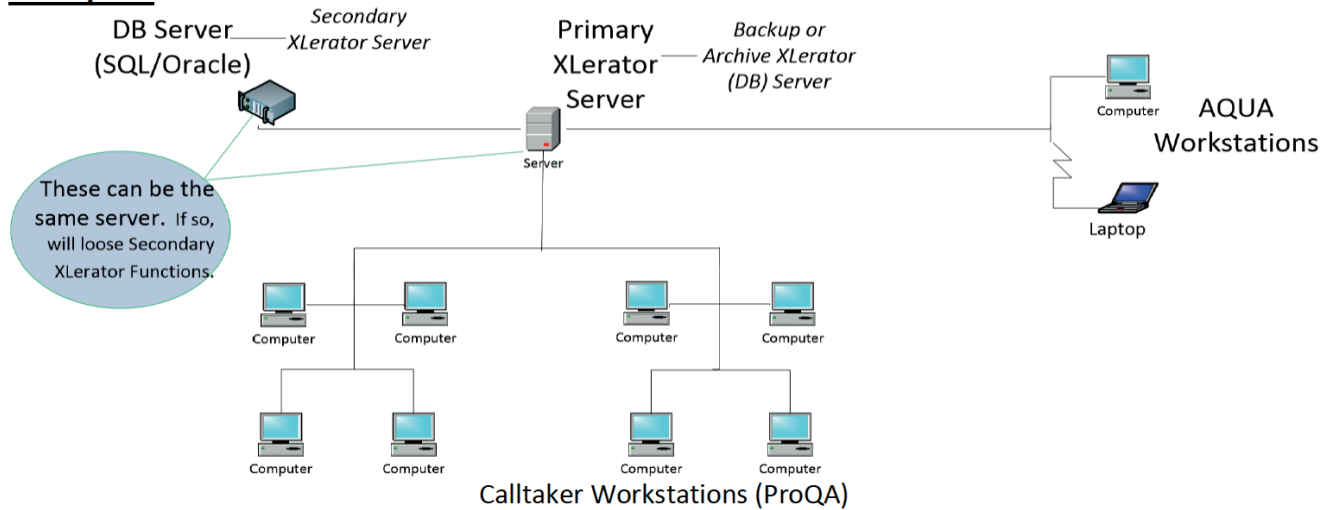 DB Server
(SQL/Oracle)
Secondary
XLerator Server
Primary
XLerator
Server
Backup or
Archive XLerator
(DB) Server
Computer
AQUA
Workstations
Server
These can be the
same server. If so,
will loose Secondary
XLerator Functions.
Laptop
Computer
Computer
Computer
Computer
Computer
Computer
Computer
Computer
Calltaker Workstations (ProQA)